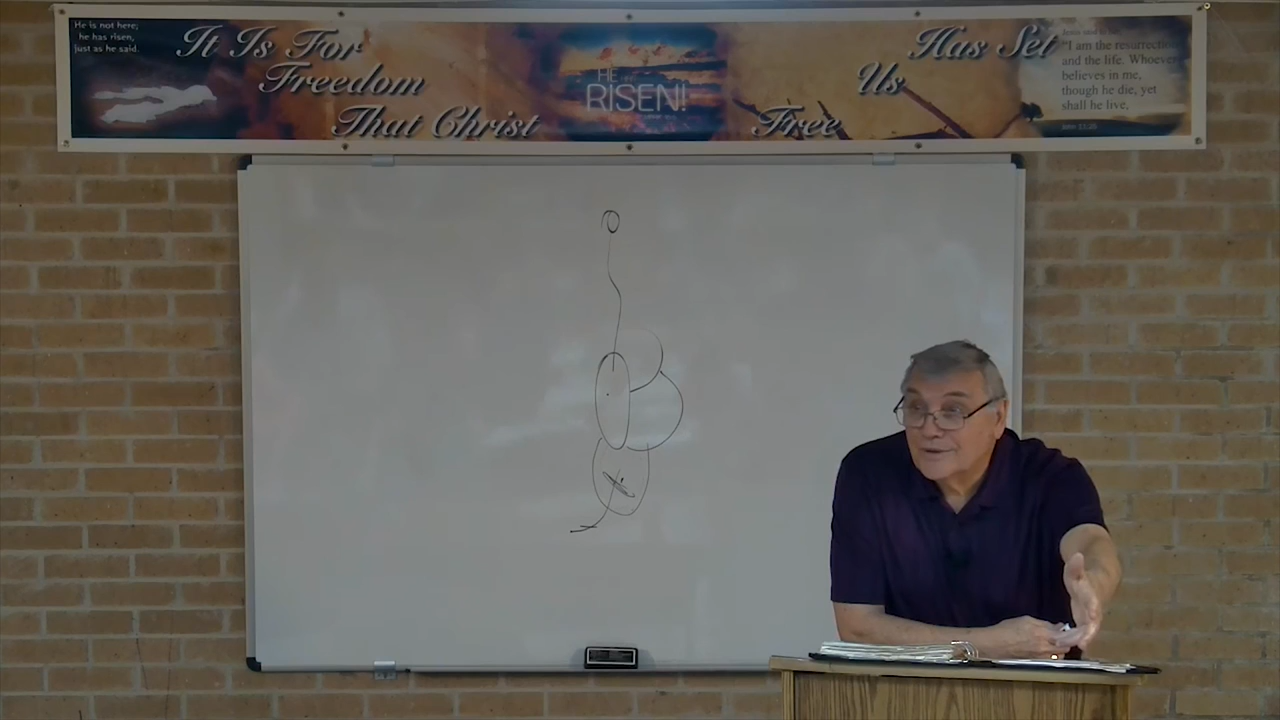 He is not here;
he has risen,
just as he said.
It Is For
Freedom
That Christ
HE
RISEN!
Has Set
Us
Free
"I am the resurrection
and the life. Whoever
believes in me,
though he die, yet
shall he live,